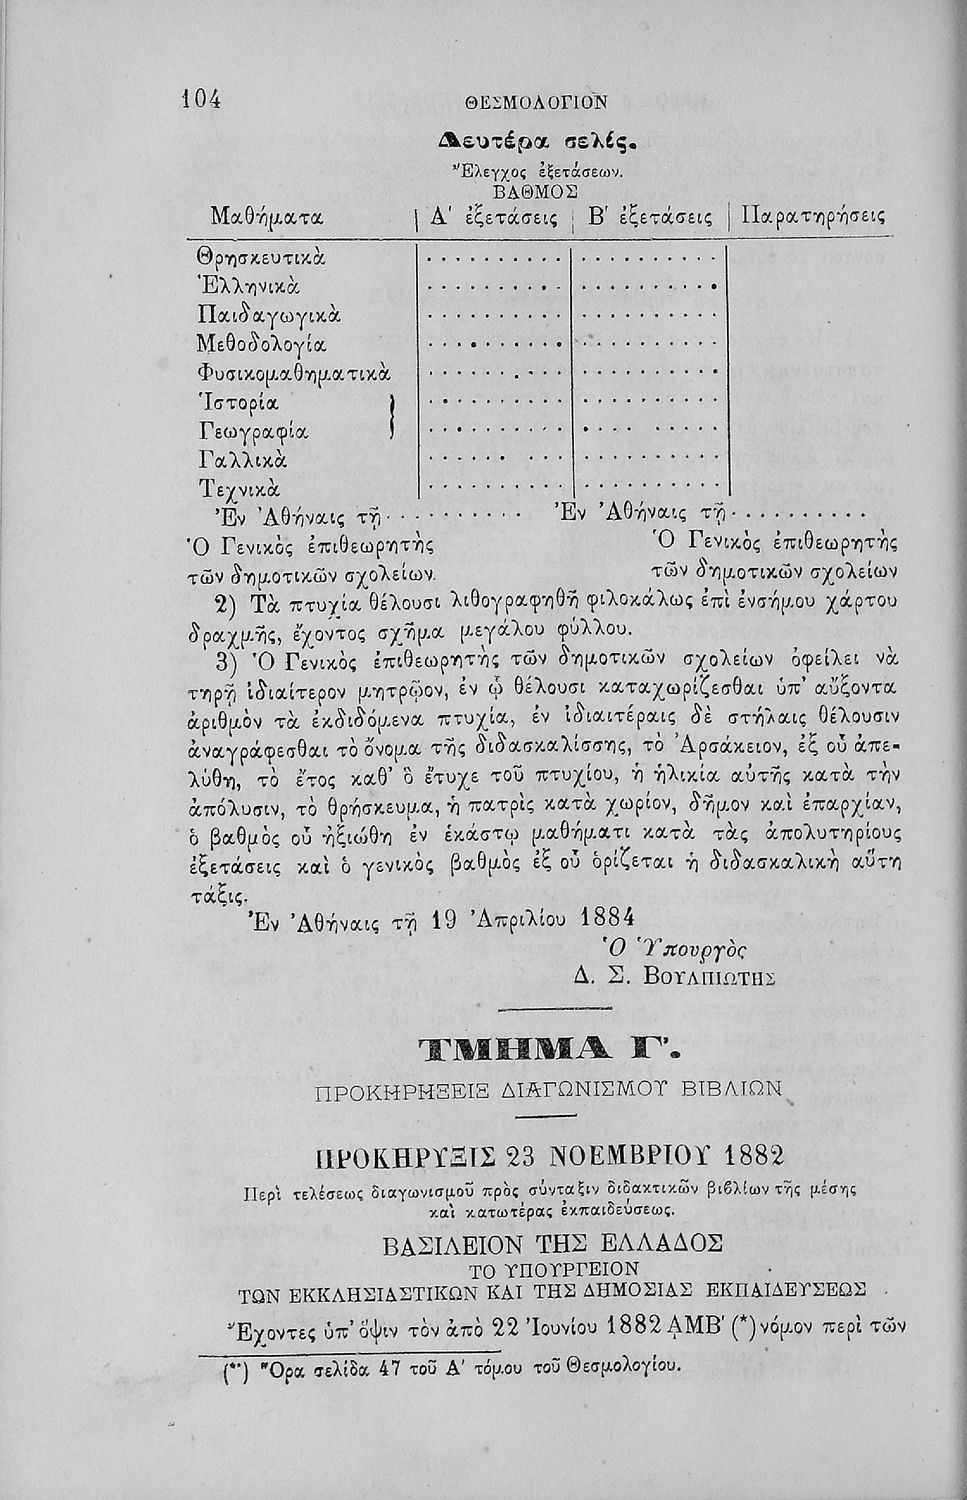 104 ΘΕΣΜΟΛΟΓΙΟΝ
Δευτέρα σελίς.
Ἔλεγχος ἐξετάσεων.
ΒΑΘΜΟΣ
Μαθήματα | Α' ἐξετάσεις | Β' ἐξετάσεις | Παρατηρήσεις
Θρησκευτικὰ
Ἑλληνικὰ
Παιδαγωγικὰ
Μεθοδολογία
Φυσικομαθηματικὰ
Ἱστορία
Γεωγραφία
Γαλλικὰ
Τεχνικὰ
Ἐν Ἀθήναις τῇ . . . . . . . . . . Ἐν Ἀθήναις τῇ . . . . . . . . . .
Ὁ Γενικὸς ἐπιθεωρητὴς Ὁ Γενικὸς ἐπιθεωρητὴς
τῶν δημοτικῶν σχολείων. τῶν δημοτικῶν σχολείων
2) Τὰ πτυχία θέλουσι λιθογραφηθῆ φιλοκάλως ἐπὶ ἐνσήμου χάρτου
δραχμῆς, ἔχοντος σχῆμα μεγάλου φύλλου.
3) Ὁ Γενικὸς ἐπιθεωρητὴς τῶν δημοτικῶν σχολείων ὀφείλει νὰ
τηρῇ ἰδιαίτερον μητρῷον, ἐν ᾧ θέλουσι καταχωρίζεσθαι ὑπ' αὔξοντα
ἀριθμὸν τὰ ἐκδιδόμενα πτυχία, ἐν ἰδιαιτέραις δὲ στήλαις θέλουσιν
ἀναγράφεσθαι τὸ ὄνομα τῆς διδασκαλίσσης, τὸ Ἀρσάκειον, ἐξ οὗ ἀπε-
λύθη, τὸ ἔτος καθ' ὃ ἔτυχε τοῦ πτυχίου, ἡ ἡλικία αὐτῆς κατὰ τὴν
ἀπόλυσιν, τὸ θρήσκευμα, ἡ πατρὶς κατὰ χωρίον, δῆμον καὶ ἐπαρχίαν,
ὁ βαθμὸς οὗ ἠξιώθη ἐν ἑκάστῳ μαθήματι κατὰ τὰς ἀπολυτηρίους
ἐξετάσεις καὶ ὁ γενικὸς βαθμὸς ἐξ οὗ ὁρίζεται ἡ διδασκαλικὴ αὕτη
τάξις.
Ἐν Ἀθήναις τῇ 19 Ἀπριλίου 1884
Ὁ Ὑπουργὸς
Δ. Σ. ΒΟΥΛΠΙΩΤΗΣ
ΤΜΗΜΑ Γ'.
ΠΡΟΚΗΡΗΞΕΙΣ ΔΙΑΓΩΝΙΣΜΟΥ ΒΙΒΛΙΩΝ
ΠΡΟΚΗΡΥΞΙΣ 23 ΝΟΕΜΒΡΙΟΥ 1882
Περὶ τελέσεως διαγωνισμοῦ πρὸς σύνταξιν διδακτικῶν βιβλίων τῆς μέσης
καὶ κατωτέρας ἐκπαιδεύσεως.
ΒΑΣΙΛΕΙΟΝ ΤΗΣ ΕΛΛΑΔΟΣ
ΤΟ ΥΠΟΥΡΓΕΙΟΝ
ΤΩΝ ΕΚΚΛΗΣΙΑΣΤΙΚΩΝ ΚΑΙ ΤΗΣ ΔΗΜΟΣΙΑΣ ΕΚΠΑΙΔΕΥΣΕΩΣ
Ἔχοντες ὑπ' ὄψιν τὸν ἀπὸ 22 Ἰουνίου 1882 ΑΜΒ' (*) νόμον περὶ τῶν
(*) Ὅρα σελίδα 47 τοῦ Α' τόμου τοῦ Θεσμολογίου.